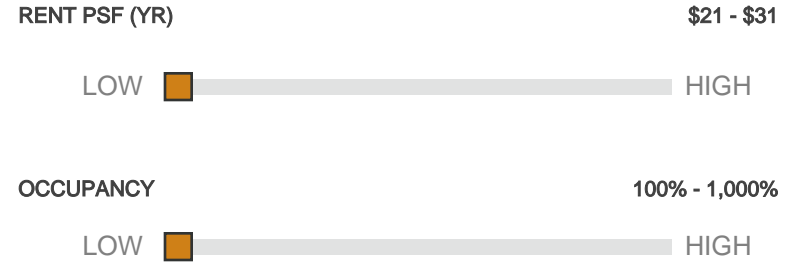 RENT PSF (YR) $21 - $31
LOW HIGH
OCCUPANCY 100% - 1,000%
LOW HIGH